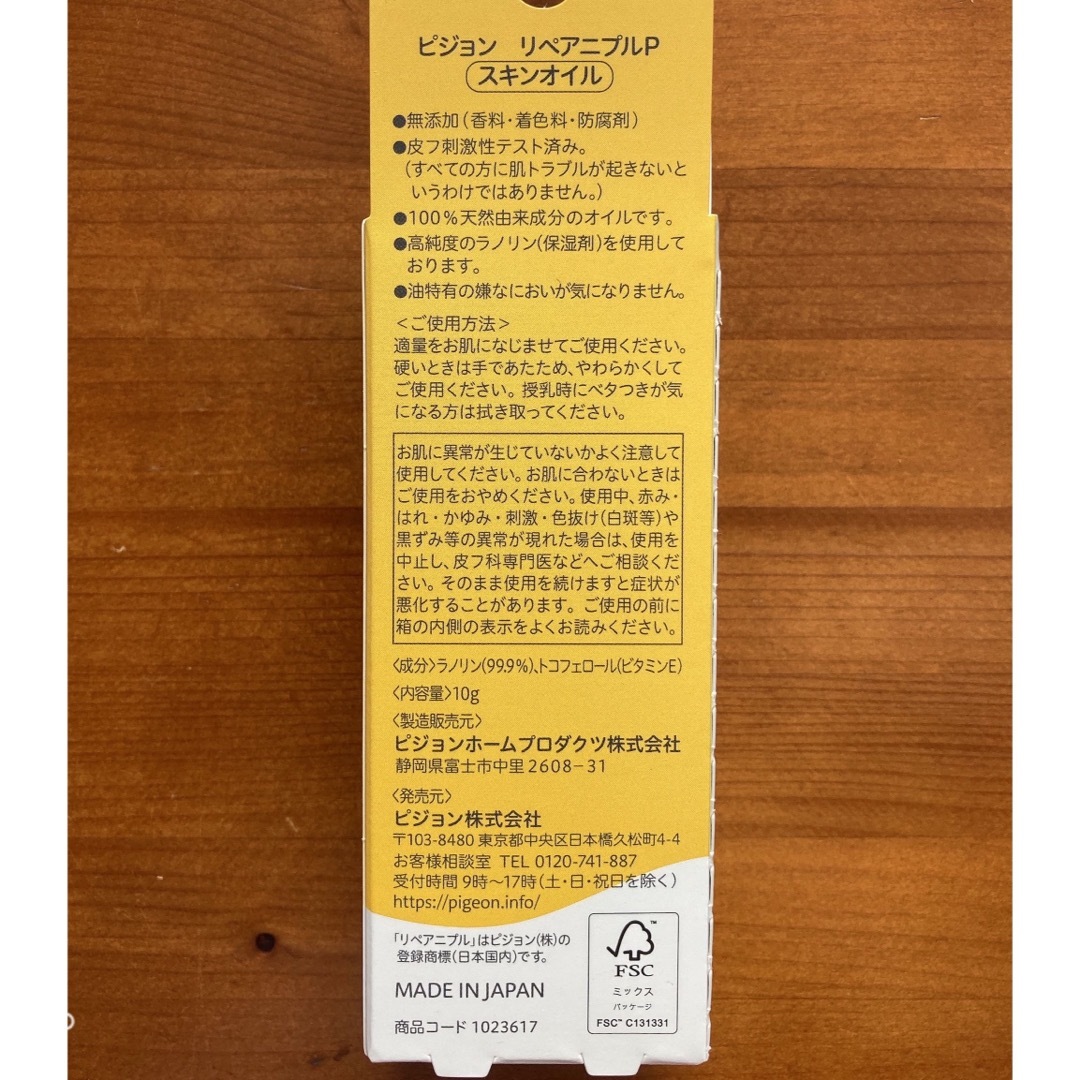 ピジョン　リペアニプルP
スキンオイル
●無添加（香料・着色料・防腐剤）
●皮フ刺激性テスト済み。
（すべての方に肌トラブルが起きないと
いうわけではありません。）
●100％天然由来成分のオイルです。
●高純度のラノリン(保湿剤)を使用して
おります。
●油特有の嫌なにおいが気になりません。
＜ご使用方法＞
適量をお肌になじませてご使用ください。
硬いときは手であたため、やわらかくして
ご使用ください。授乳時にベタつきが気
になる方は拭き取ってください。
お肌に異常が生じていないかよく注意して
使用してください。お肌に合わないときは
ご使用をおやめください。使用中、赤み・
はれ・かゆみ・刺激・色抜け（白斑等）や
黒ずみ等の異常が現れた場合は、使用を
中止し、皮フ科専門医などへご相談くだ
さい。そのまま使用を続けますと症状が
悪化することがあります。ご使用の前に
箱の内側の表示をよくお読みください。
〈成分〉ラノリン(99.9％)、トコフェロール(ビタミンE)
〈内容量〉10g
〈製造販売元〉
ピジョンホームプロダクツ株式会社
静岡県富士市中里2608－31
〈発売元〉
ピジョン株式会社
〒103-8480 東京都中央区日本橋久松町4-4
お客様相談室 TEL 0120-741-887
受付時間 9時～17時（土・日・祝日を除く）
https://pigeon.info/
「リペアニプル」はピジョン(株)の
登録商標（日本国内）です。
MADE IN JAPAN
商品コード 1023617
™
FSC
ミックス
パッケージ
FSC™ C131331